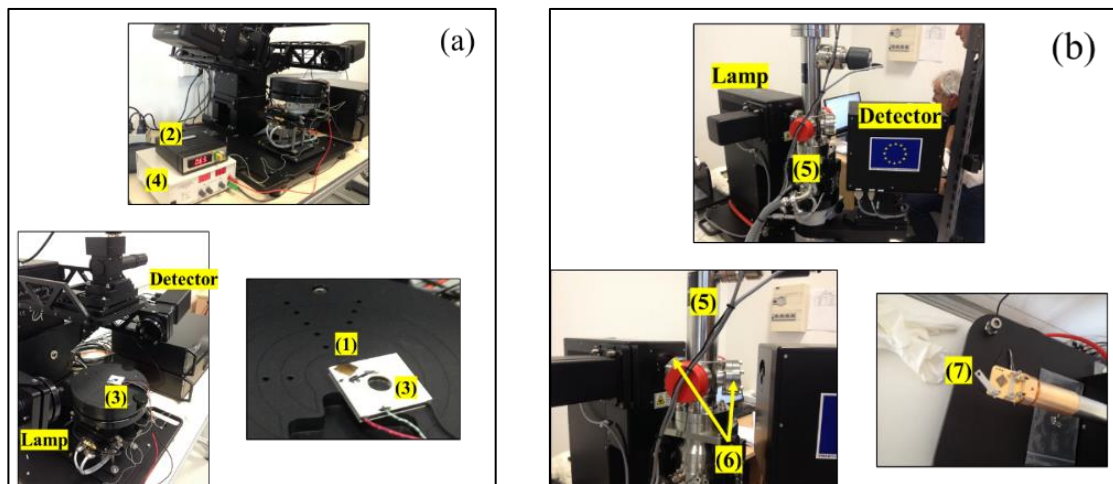 (a)
(2)
(4)
Detector
(3)
Lamp
(1)
(3)
(b)
Lamp
Detector
(5)
(5)
(6)
(7)